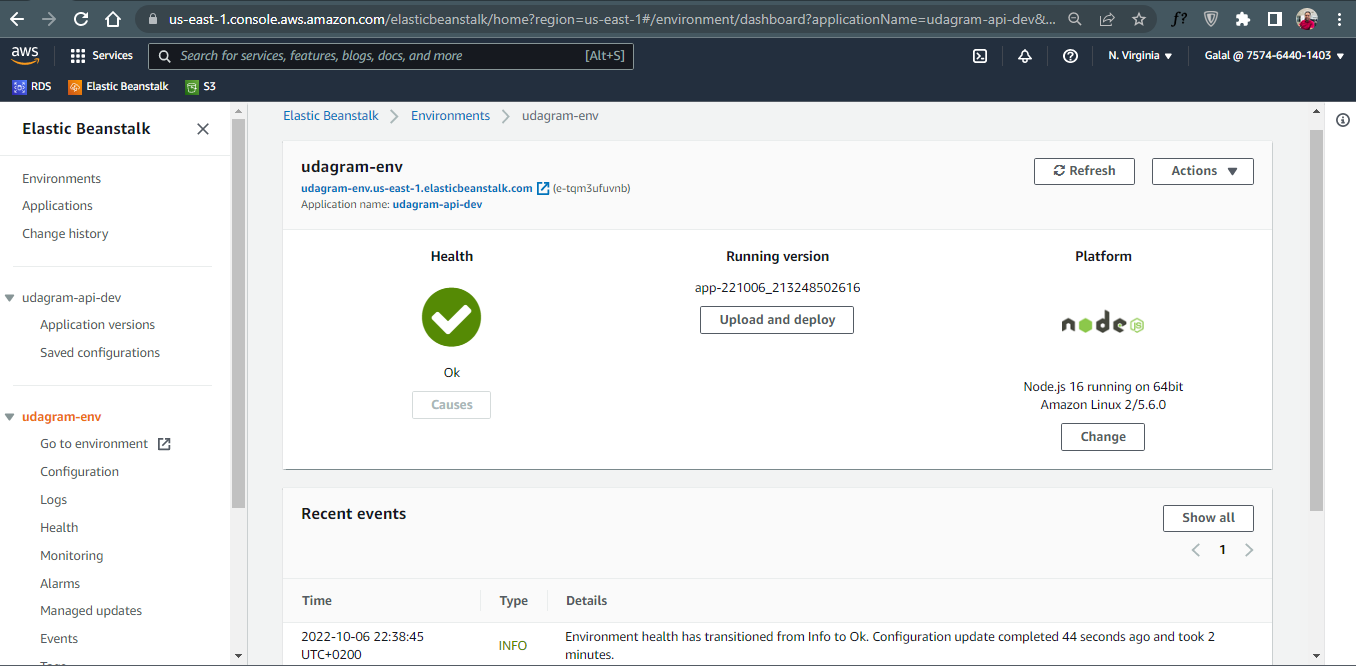 us-east-1.console.aws.amazon.com/elasticbeanstalk/home?region=us-east-1#/environment/dashboard?applicationName=udagram-api-dev&...
f?
aws
Services
Search for services, features, blogs, docs, and more
[Alt+S]
N. Virginia
Galal @ 7574-6440-1403
RDS
Elastic Beanstalk
S3
Elastic Beanstalk
Environments
Applications
Change history
udagram-api-dev
Application versions
Saved configurations
udagram-env
Go to environment
Configuration
Logs
Health
Monitoring
Alarms
Managed updates
Events
Elastic Beanstalk
Environments
udagram-env
udagram-env
udagram-env.us-east-1.elasticbeanstalk.com (e-tqm3ufuvnb)
Application name: udagram-api-dev
Refresh
Actions
Health
Ok
Causes
Running version
app-221006_213248502616
Upload and deploy
Platform
node JS
Node.js 16 running on 64bit
Amazon Linux 2/5.6.0
Change
Recent events
Show all
1
Time
Type
Details
2022-10-06 22:38:45
UTC+0200
INFO
Environment health has transitioned from Info to Ok. Configuration update completed 44 seconds ago and took 2
minutes.